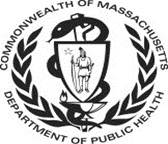 COMMONWEALTH OF MASSACHUSETTS
DEPARTMENT OF PUBLIC HEALTH